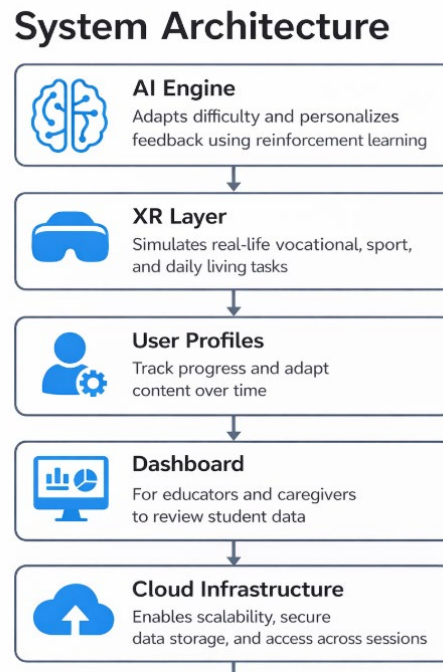 System Architecture
AI Engine
Adapts difficulty and personalizes
feedback using reinforcement learning
XR Layer
Simulates real-life vocational, sport,
and daily living tasks
User Profiles
Track progress and adapt
content over time
Dashboard
For educators and caregivers
to review student data
Cloud Infrastructure
Enables scalability, secure
data storage, and access across sessions